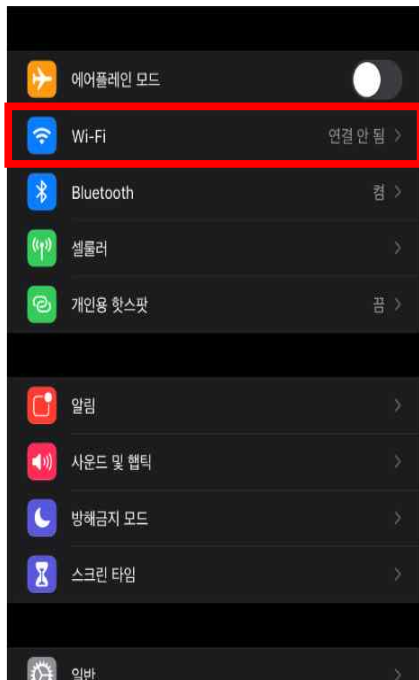 에어플레인 모드
Wi-Fi 연결 안 됨
Bluetooth 켬
셀룰러
개인용 핫스팟 끔
알림
사운드 및 햅틱
방해금지 모드
스크린 타임
일반